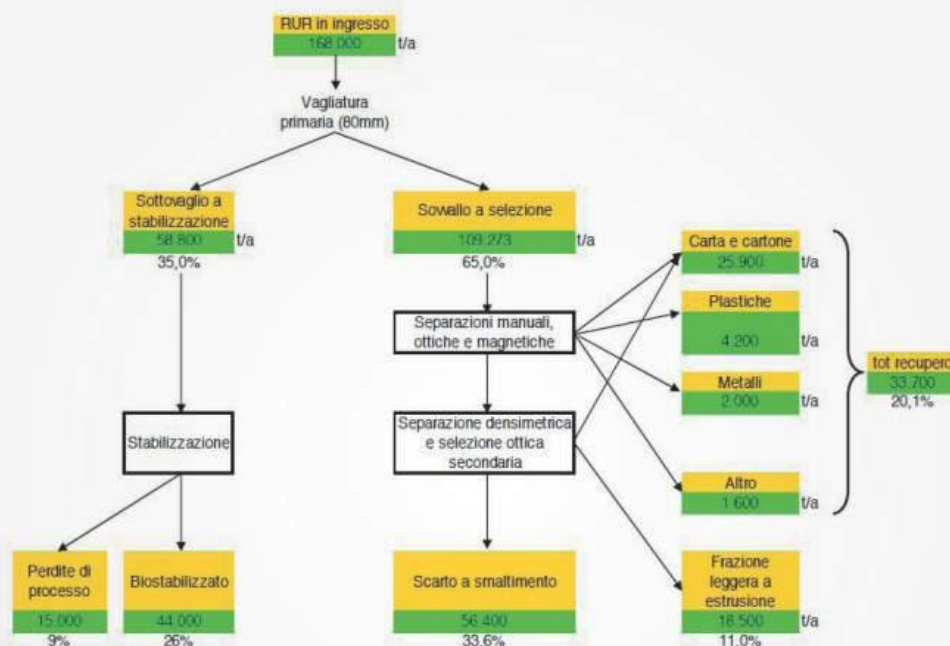 RUR in ingresso
168.000 t/a
Vagliatura
primaria (80mm)
Sottovaglio a
stabilizzazione
58.800 t/a
35,0%
Sowallo a selezione
109.273 t/a
65,0%
Carta e cartone
25.900 t/a
Separazioni manuali,
ottiche e magnetiche
Plastiche
4.200 t/a
Metalli
2.000 t/a
tot recupero
33.700
20,1%
Stabilizzazione
Separazione densimetrica
e selezione ottica
secondaria
Altro
1.600 t/a
Perdite di
processo
15.000
9%
Biostabilizzato
44.000
26%
Scarto a smaltimento
56.400
33.6%
Frazione
leggera a
estrusione
18.500 t/a
11.0%